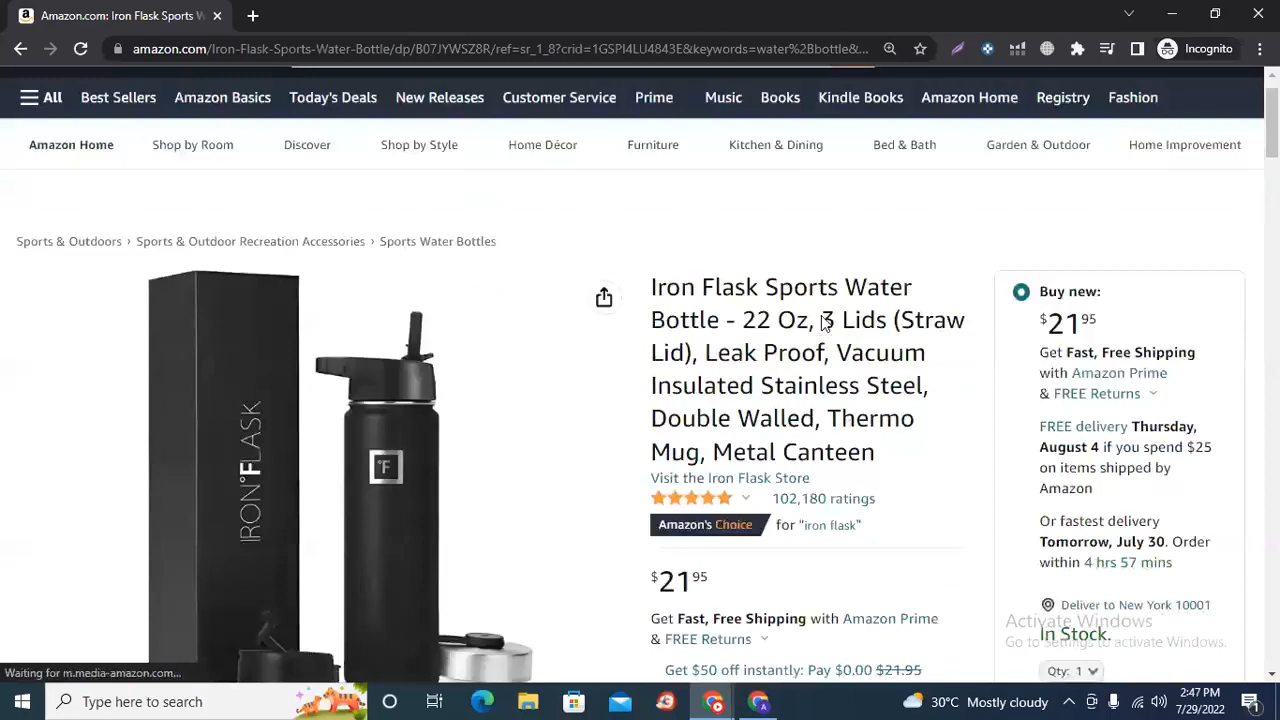 Amazon.com: Iron Flask Sports W
amazon.com/Iron-Flask-Sports-Water-Bottle/dp/B07JYWSZ8R/ref=sr_1_8?crid=1GSPI4LU4843E&keywords=water%2Bbottle&...
Incognito
All Best Sellers Amazon Basics Today's Deals New Releases Customer Service Prime Music Books Kindle Books Amazon Home Registry Fashion
Amazon Home Shop by Room Discover Shop by Style Home Décor Furniture Kitchen & Dining Bed & Bath Garden & Outdoor Home Improvement
Sports & Outdoors › Sports & Outdoor Recreation Accessories › Sports Water Bottles
IRON°FLASK
°F
Iron Flask Sports Water
Bottle - 22 Oz, 3 Lids (Straw
Lid), Leak Proof, Vacuum
Insulated Stainless Steel,
Double Walled, Thermo
Mug, Metal Canteen
Visit the Iron Flask Store
102,180 ratings
Amazon's Choice for "iron flask"
$21 95
Get Fast, Free Shipping with Amazon Prime
& FREE Returns
Get $50 off instantly: Pay $0.00 $21.95
Buy new:
$21 95
Get Fast, Free Shipping
with Amazon Prime
& FREE Returns
FREE delivery Thursday,
August 4 if you spend $25
on items shipped by
Amazon
Or fastest delivery
Tomorrow, July 30. Order
within 4 hrs 57 mins
Deliver to New York 10001
In Stock.
Qty: 1
Activate Windows
Go to Settings to activate Windows.
Waiting for m.media-amazon.com...
Type here to search
30°C Mostly cloudy
2:47 PM
7/29/2022
1